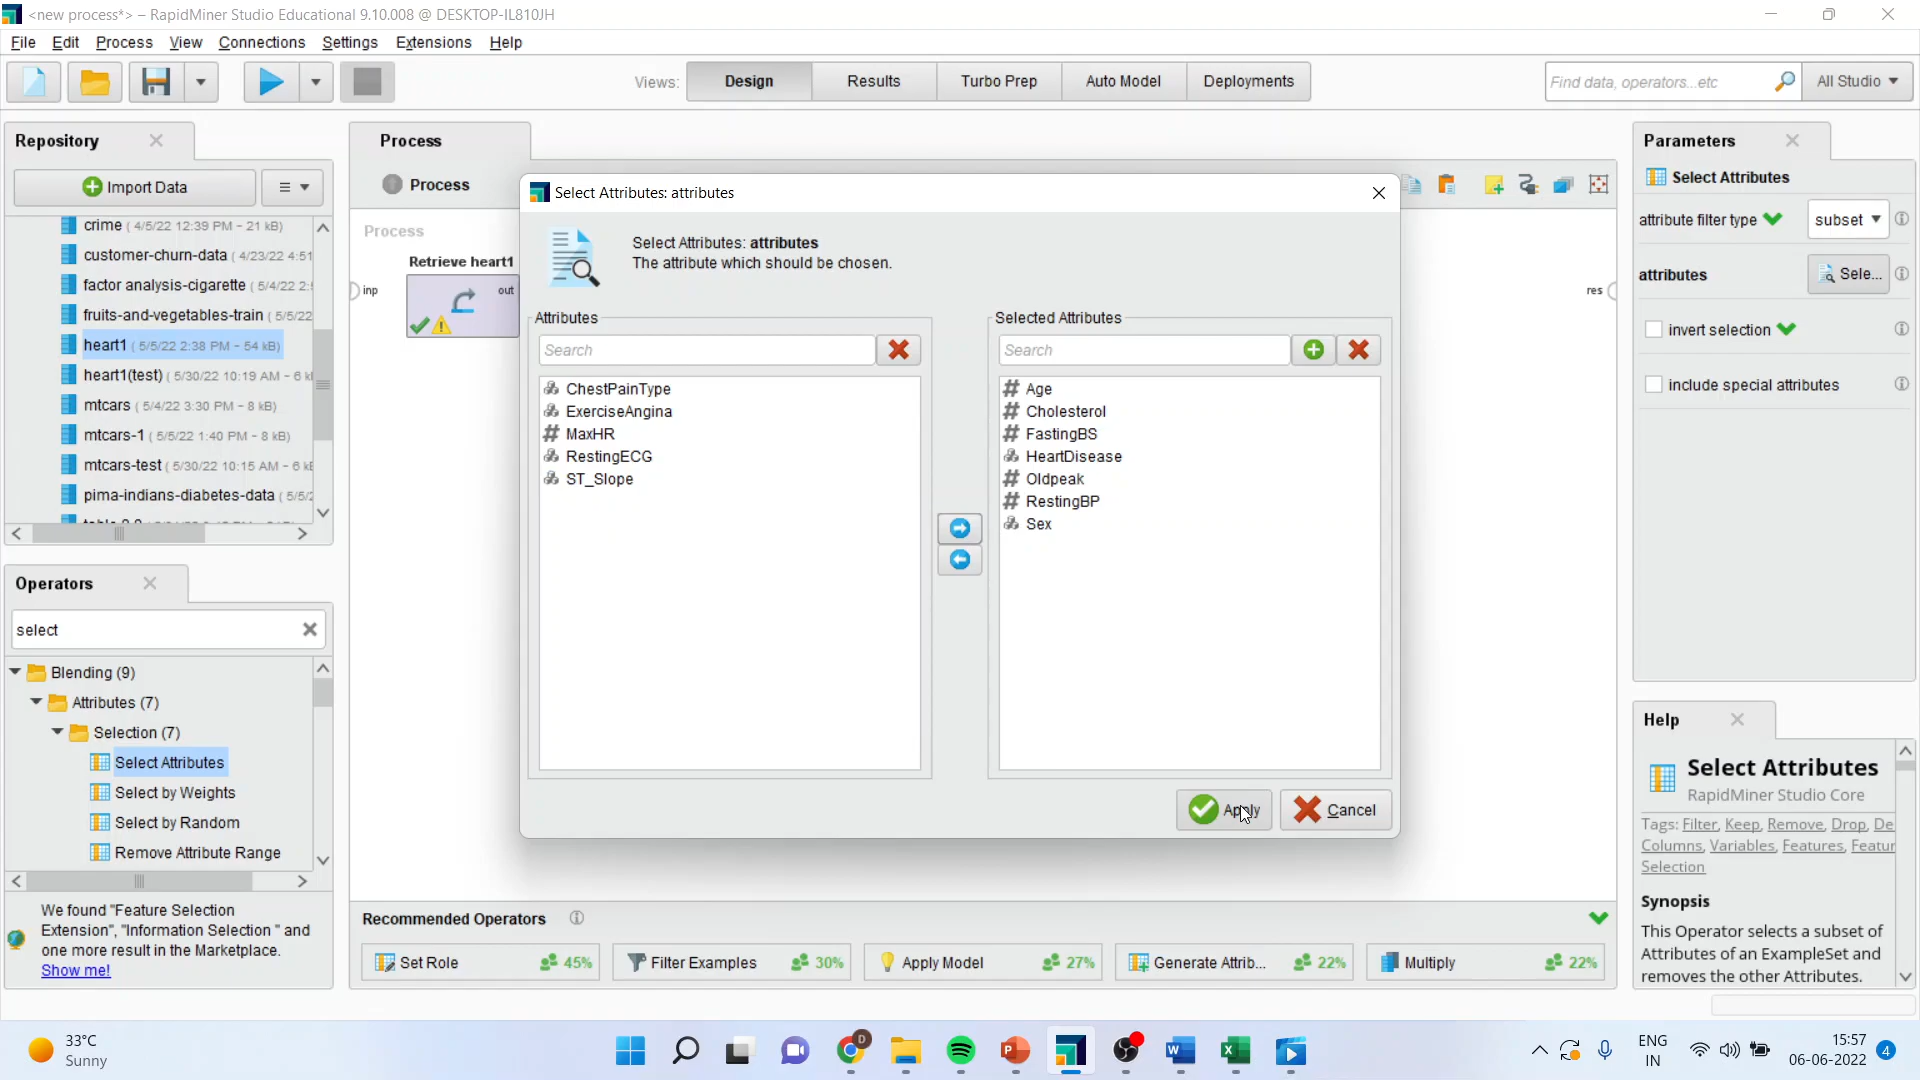 <new process*> – RapidMiner Studio Educational 9.10.008 @ DESKTOP-IL810JH
File Edit Process View Connections Settings Extensions Help
Views: Design Results Turbo Prep Auto Model Deployments
Find data, operators...etc All Studio
Repository
Import Data
crime ( 4/5/22 12:39 PM – 21 kB)
customer-churn-data ( 4/23/22 4:51
factor analysis-cigarette ( 5/4/22 2:
fruits-and-vegetables-train ( 5/5/22
heart1 ( 5/5/22 2:38 PM – 54 kB)
heart1(test) ( 5/30/22 10:19 AM – 6 k
mtcars ( 5/4/22 3:30 PM – 8 kB)
mtcars-1 ( 5/5/22 1:40 PM – 8 kB)
mtcars-test ( 5/30/22 10:15 AM – 6 k
pima-indians-diabetes-data ( 5/5/2
Operators
select
Blending (9)
Attributes (7)
Selection (7)
Select Attributes
Select by Weights
Select by Random
Remove Attribute Range
We found "Feature Selection
Extension", "Information Selection " and
one more result in the Marketplace.
Show me!
Process
Process
Process
Retrieve heart1
inp
out
res
Select Attributes: attributes
Select Attributes: attributes
The attribute which should be chosen.
Attributes
Search
ChestPainType
ExerciseAngina
MaxHR
RestingECG
ST_Slope
Selected Attributes
Search
Age
Cholesterol
FastingBS
HeartDisease
Oldpeak
RestingBP
Sex
Apply Cancel
Recommended Operators
Set Role 45%
Filter Examples 30%
Apply Model 27%
Generate Attrib... 22%
Multiply 22%
Parameters
Select Attributes
attribute filter type subset
attributes Sele...
invert selection
include special attributes
Help
Select Attributes
RapidMiner Studio Core
Tags: Filter, Keep, Remove, Drop, De
Columns, Variables, Features, Featur
Selection
Synopsis
This Operator selects a subset of
Attributes of an ExampleSet and
removes the other Attributes.
33°C
Sunny
ENG
IN
15:57
06-06-2022
4